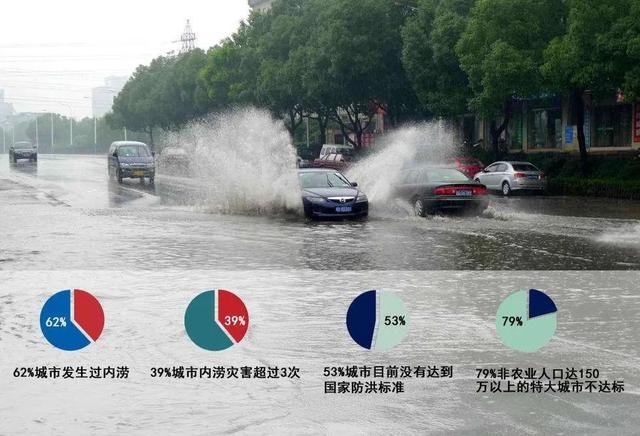 62%
39%
53%
79%
62%城市发生过内涝
39%城市内涝灾害超过3次
53%城市目前没有达到
国家防洪标准
79%非农业人口达150
万以上的特大城市不达标